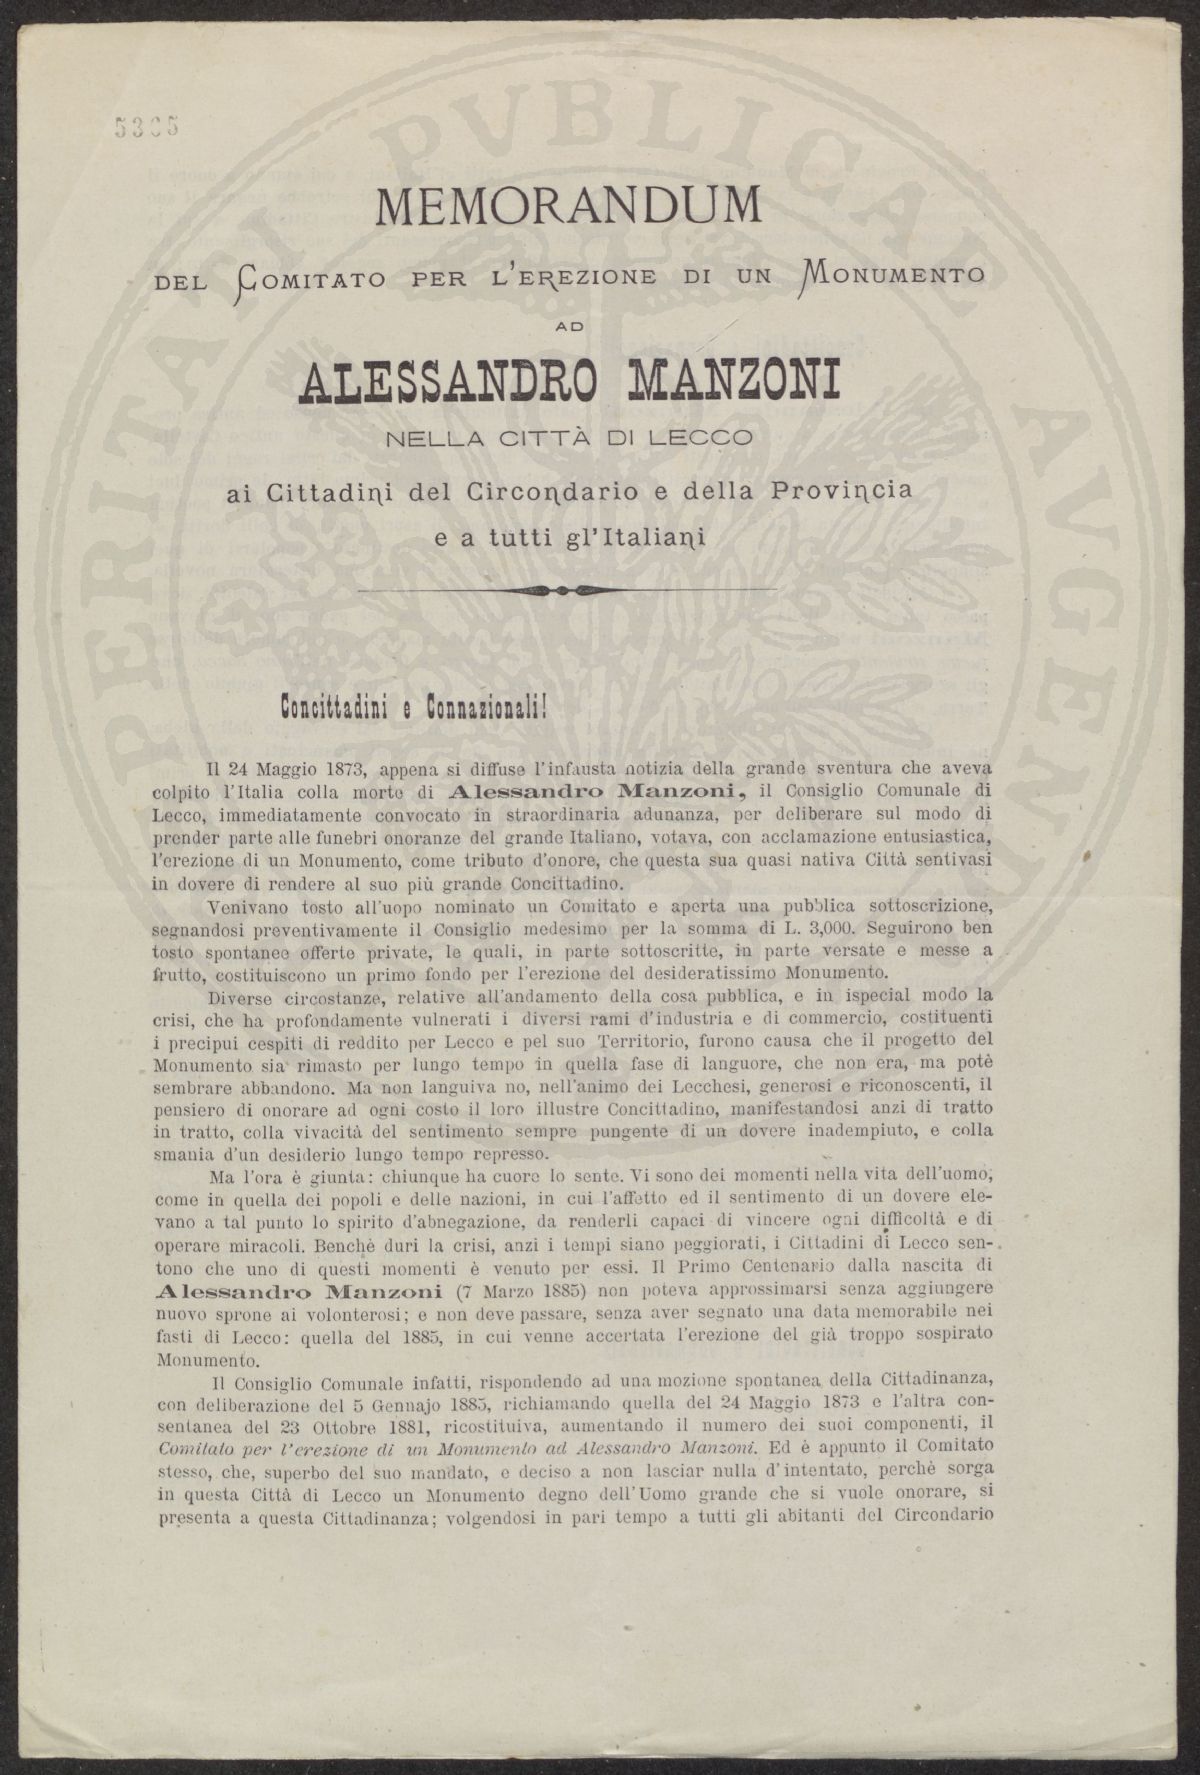 5365
MEMORANDUM
DEL COMITATO PER L'EREZIONE DI UN MONUMENTO
AD
ALESSANDRO MANZONI
NELLA CITTÀ DI LECCO
ai Cittadini del Circondario e della Provincia
e a tutti gl'Italiani
Concittadini e Connazionali!
Il 24 Maggio 1873, appena si diffuse l'infausta notizia della grande sventura che aveva
colpito l'Italia colla morte di Alessandro Manzoni, il Consiglio Comunale di
Lecco, immediatamente convocato in straordinaria adunanza, per deliberare sul modo di
prender parte alle funebri onoranze del grande Italiano, votava, con acclamazione entusiastica,
l'erezione di un Monumento, come tributo d'onore, che questa sua quasi nativa Città sentivasi
in dovere di rendere al suo più grande Concittadino.
Venivano tosto all'uopo nominato un Comitato e aperta una pubblica sottoscrizione,
segnandosi preventivamente il Consiglio medesimo per la somma di L. 3,000. Seguirono ben
tosto spontanee offerte private, le quali, in parte sottoscritte, in parte versate e messe a
frutto, costituiscono un primo fondo per l'erezione del desideratissimo Monumento.
Diverse circostanze, relative all'andamento della cosa pubblica, e in ispecial modo la
crisi, che ha profondamente vulnerati i diversi rami d'industria e di commercio, costituenti
i precipui cespiti di reddito per Lecco e pel suo Territorio, furono causa che il progetto del
Monumento sia rimasto per lungo tempo in quella fase di languore, che non era, ma potè
sembrare abbandono. Ma non languiva no, nell'animo dei Lecchesi, generosi e riconoscenti, il
pensiero di onorare ad ogni costo il loro illustre Concittadino, manifestandosi anzi di tratto
in tratto, colla vivacità del sentimento sempre pungente di un dovere inadempiuto, e colla
smania d'un desiderio lungo tempo represso.
Ma l'ora è giunta: chiunque ha cuore lo sente. Vi sono dei momenti nella vita dell'uomo,
come in quella dei popoli e delle nazioni, in cui l'affetto ed il sentimento di un dovere ele-
vano a tal punto lo spirito d'abnegazione, da renderli capaci di vincere ogni difficoltà e di
operare miracoli. Benchè duri la crisi, anzi i tempi siano peggiorati, i Cittadini di Lecco sen-
tono che uno di questi momenti è venuto per essi. Il Primo Centenario dalla nascita di
Alessandro Manzoni (7 Marzo 1885) non poteva approssimarsi senza aggiungere
nuovo sprone ai volonterosi; e non deve passare, senza aver segnato una data memorabile nei
fasti di Lecco: quella del 1885, in cui venne accertata l'erezione del già troppo sospirato
Monumento.
Il Consiglio Comunale infatti, rispondendo ad una mozione spontanea della Cittadinanza,
con deliberazione del 5 Gennajo 1885, richiamando quella del 24 Maggio 1873 e l'altra con-
sentanea del 23 Ottobre 1881, ricostituiva, aumentando il numero dei suoi componenti, il
Comitato per l'erezione di un Monumento ad Alessandro Manzoni. Ed è appunto il Comitato
stesso, che, superbo del suo mandato, e deciso a non lasciar nulla d'intentato, perchè sorga
in questa Città di Lecco un Monumento degno dell'Uomo grande che si vuole onorare, si
presenta a questa Cittadinanza; volgendosi in pari tempo a tutti gli abitanti del Circondario
PERITATI PVBLICAE AVGENDAE